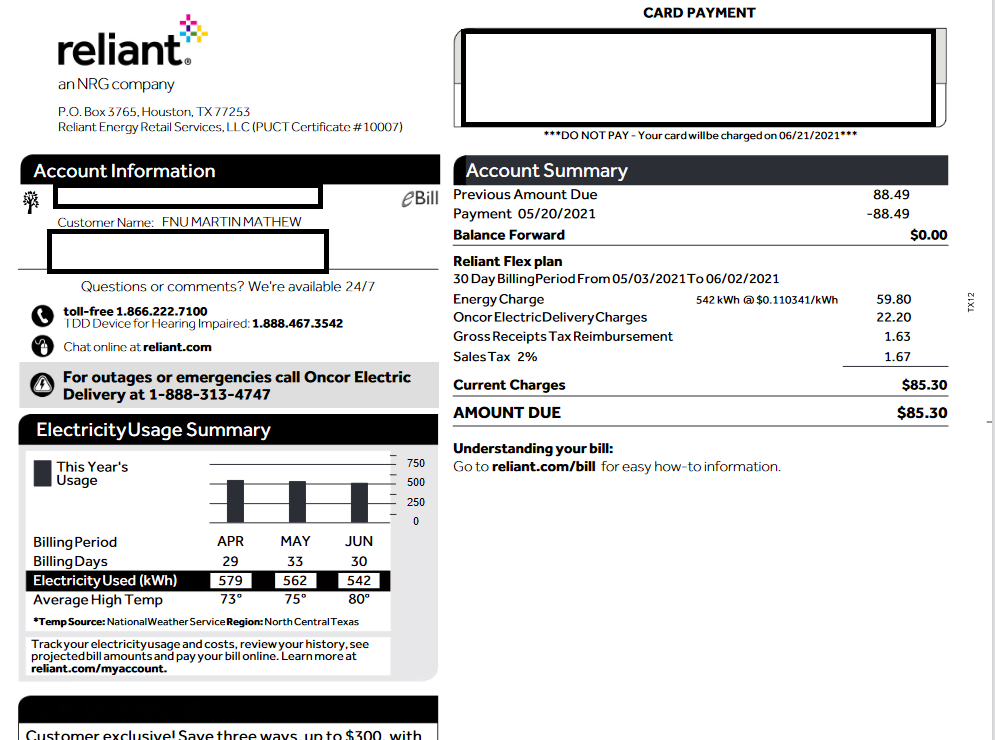 CARD PAYMENT
reliant®
an NRG company
P.O. Box 3765, Houston, TX 77253
Reliant Energy Retail Services, LLC (PUCT Certificate #10007)
***DO NOT PAY - Your card will be charged on 06/21/2021***
Account Information
eBill
Customer Name: FNU MARTIN MATHEW
Questions or comments? We're available 24/7
toll-free 1.866.222.7100
TDD Device for Hearing Impaired: 1.888.467.3542
Chat online at reliant.com
For outages or emergencies call Oncor Electric
Delivery at 1-888-313-4747
Electricity Usage Summary
This Year's
Usage
750
500
250
0
Billing Period APR MAY JUN
Billing Days 29 33 30
Electricity Used (kWh) 579 562 542
Average High Temp 73° 75° 80°
*Temp Source: National Weather Service Region: North Central Texas
Track your electricity usage and costs, review your history, see
projected bill amounts and pay your bill online. Learn more at
reliant.com/myaccount.
Customer exclusive! Save three ways, up to $300, with
Account Summary
Previous Amount Due 88.49
Payment 05/20/2021 -88.49
Balance Forward $0.00
Reliant Flex plan
30 Day Billing Period From 05/03/2021 To 06/02/2021
Energy Charge 542 kWh @ $0.110341/kWh 59.80
Oncor Electric Delivery Charges 22.20
Gross Receipts Tax Reimbursement 1.63
Sales Tax 2% 1.67
Current Charges $85.30
AMOUNT DUE $85.30
Understanding your bill:
Go to reliant.com/bill for easy how-to information.
TX12